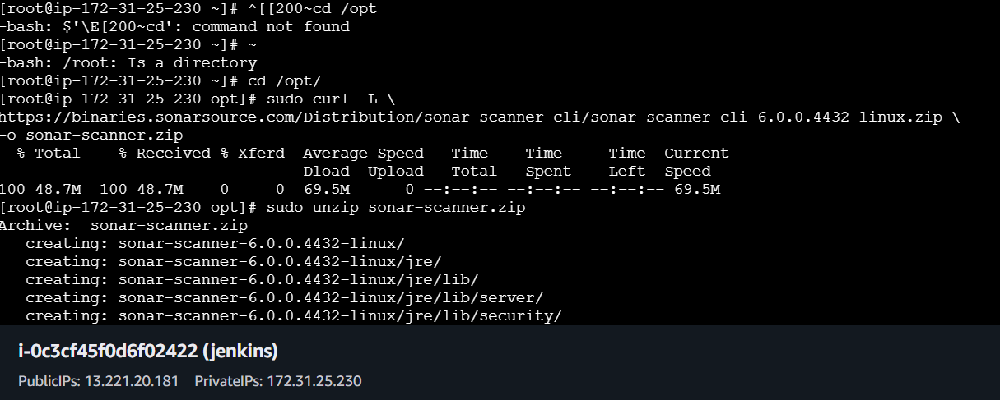 [root@ip-172-31-25-230 ~]# ^[[200~cd /opt
-bash: $'\E[200~cd': command not found
[root@ip-172-31-25-230 ~]# ~
-bash: /root: Is a directory
[root@ip-172-31-25-230 ~]# cd /opt/
[root@ip-172-31-25-230 opt]# sudo curl -L \
https://binaries.sonarsource.com/Distribution/sonar-scanner-cli/sonar-scanner-cli-6.0.0.4432-linux.zip \
-o sonar-scanner.zip
  % Total    % Received % Xferd  Average Speed   Time    Time     Time  Current
                                 Dload  Upload   Total   Spent    Left  Speed
100 48.7M  100 48.7M    0     0  69.5M      0 --:--:-- --:--:-- --:--:-- 69.5M
[root@ip-172-31-25-230 opt]# sudo unzip sonar-scanner.zip
Archive:  sonar-scanner.zip
   creating: sonar-scanner-6.0.0.4432-linux/
   creating: sonar-scanner-6.0.0.4432-linux/jre/
   creating: sonar-scanner-6.0.0.4432-linux/jre/lib/
   creating: sonar-scanner-6.0.0.4432-linux/jre/lib/server/
   creating: sonar-scanner-6.0.0.4432-linux/jre/lib/security/
i-0c3cf45f0d6f02422 (jenkins)
PublicIPs: 13.221.20.181    PrivateIPs: 172.31.25.230